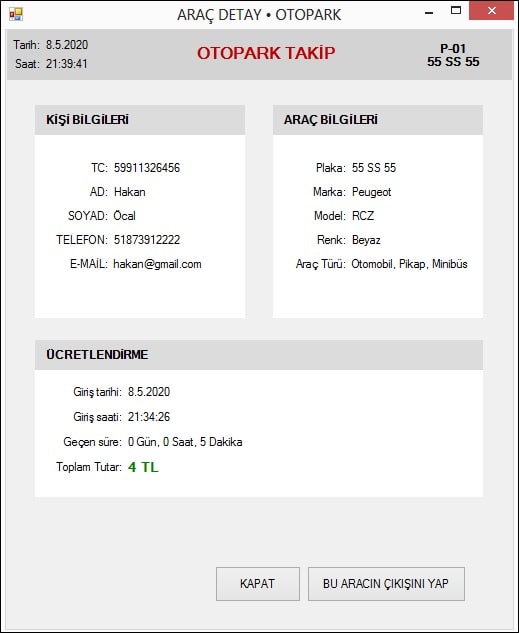 ARAÇ DETAY • OTOPARK
Tarih: 8.5.2020
Saat: 21:39:41
OTOPARK TAKİP
P-01
55 SS 55
KİŞİ BİLGİLERİ
TC: 59911326456
AD: Hakan
SOYAD: Öcal
TELEFON: 51873912222
E-MAİL: hakan@gmail.com
ARAÇ BİLGİLERİ
Plaka: 55 SS 55
Marka: Peugeot
Model: RCZ
Renk: Beyaz
Araç Türü: Otomobil, Pikap, Minibüs
ÜCRETLENDİRME
Giriş tarihi: 8.5.2020
Giriş saati: 21:34:26
Geçen süre: 0 Gün, 0 Saat, 5 Dakika
Toplam Tutar: 4 TL
KAPAT
BU ARACIN ÇIKIŞINI YAP